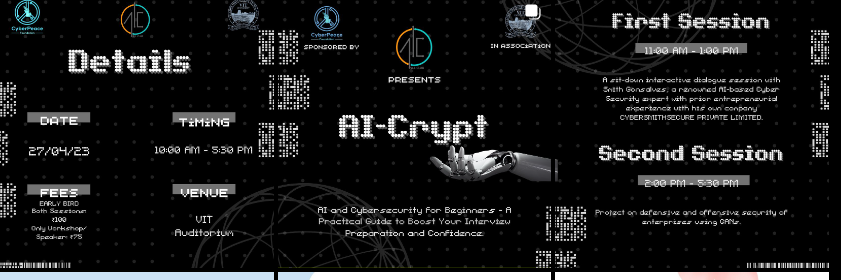 CyberPeace
Details
DATE
27/04/23
TiMiNG
10:00 AM - 5:30 PM
FEES
EARLY BIRD
Both Sessions:
₹100
Only Workshop/
Speaker: ₹75
VENUE
VIT
Auditorium
CyberPeace
SPONSORED BY
IN ASSOCIATION
PRESENTS
AI-Crypt
AI and Cybersecurity for Beginners - A
Practical Guide to Boost Your Interview
Preparation and Confidence.
First Session
11:00 AM - 1:00 PM
A sit-down interactive dialogue session with
Smith Gonsalves, a renowned AI-based Cyber
Security expert with prior entrepreneurial
experience with his own company
CYBERSMITHSECURE PRIVATE LIMITED.
Second Session
2:00 PM - 5:30 PM
Project on defensive and offensive security of
enterprises using GANs.